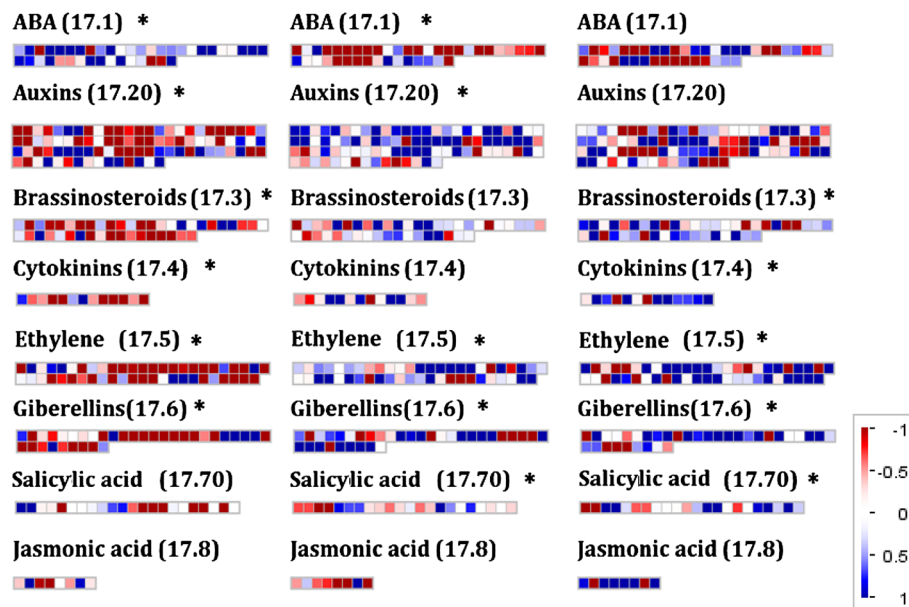 ABA (17.1) * ABA (17.1) * ABA (17.1)
Auxins (17.20) * Auxins (17.20) * Auxins (17.20)
Brassinosteroids (17.3) * Brassinosteroids (17.3) Brassinosteroids (17.3) *
Cytokinins (17.4) * Cytokinins (17.4) Cytokinins (17.4) *
Ethylene (17.5) * Ethylene (17.5) * Ethylene (17.5) *
Giberellins(17.6) * Giberellins(17.6) * Giberellins(17.6) *
-1
-0.5
Salicylic acid (17.70) Salicylic acid (17.70) * Salicylic acid (17.70) *
0
Jasmonic acid (17.8) Jasmonic acid (17.8) Jasmonic acid (17.8)
0.5
1